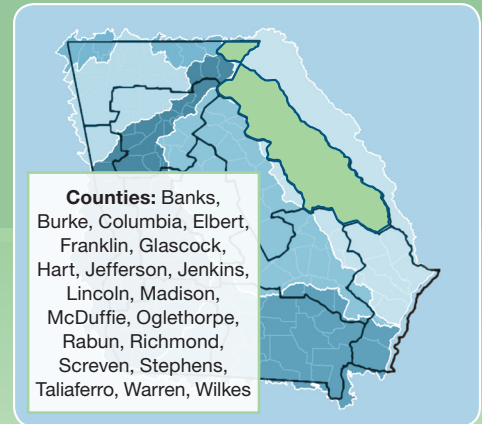 Counties: Banks,
Burke, Columbia, Elbert,
Franklin, Glascock,
Hart, Jefferson, Jenkins,
Lincoln, Madison,
McDuffie, Oglethorpe,
Rabun, Richmond,
Screven, Stephens,
Taliaferro, Warren, Wilkes